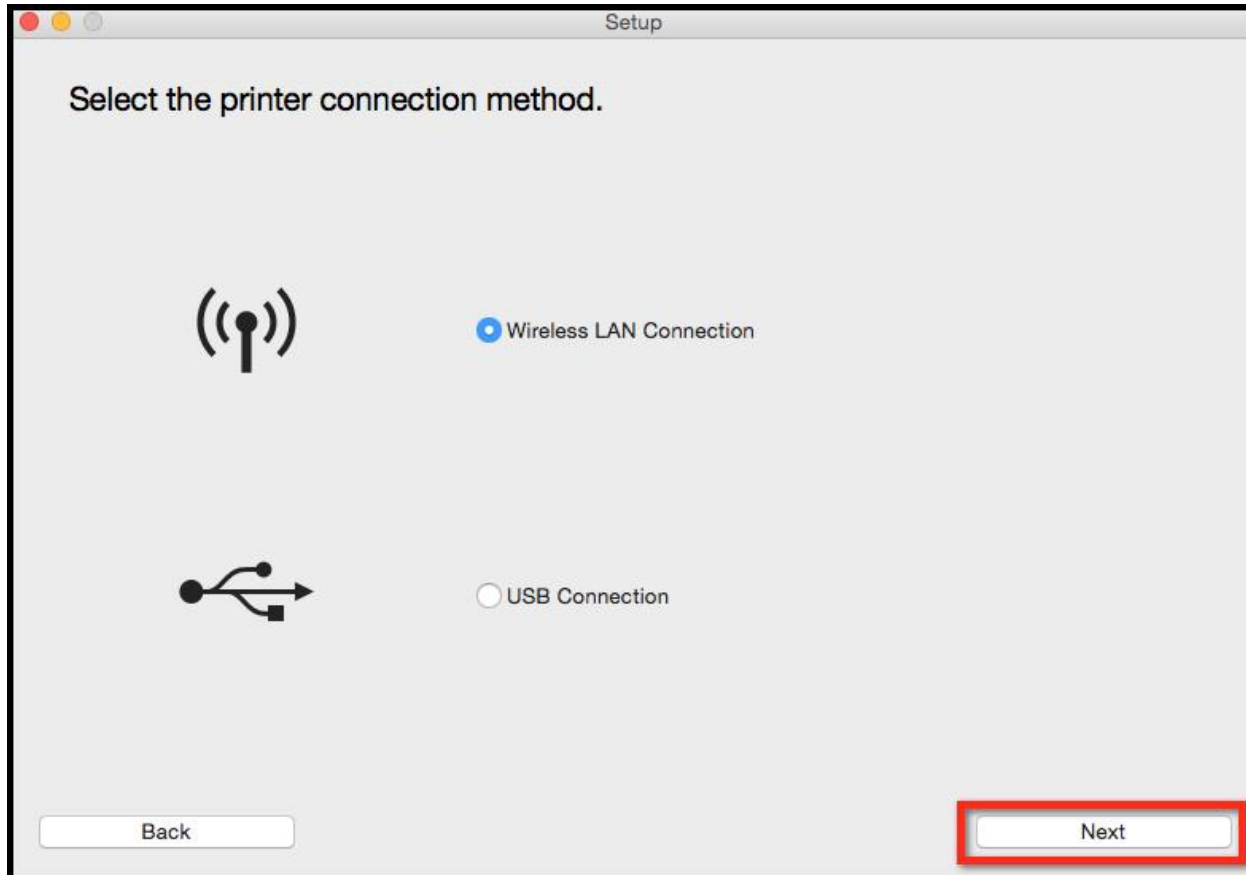 Setup
Select the printer connection method.
Wireless LAN Connection
USB Connection
Back
Next